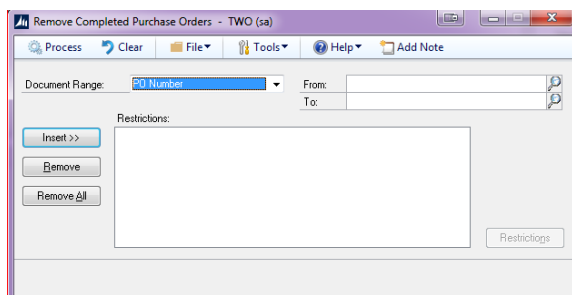 Remove Completed Purchase Orders - TWO (sa)
Process Clear File Tools Help Add Note
Document Range: PO Number From:
To:
Restrictions:
Insert >>
Remove
Remove All
Restrictions